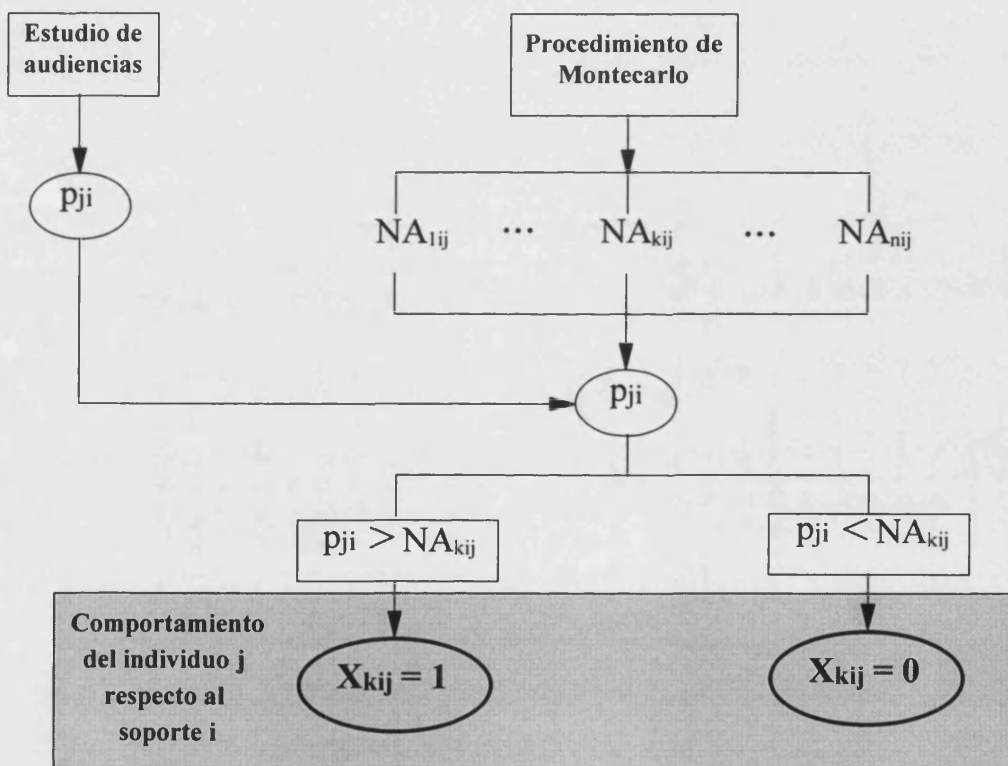 Estudio de
audiencias
Procedimiento de
Montecarlo
pji
NA1ij ... NAkij ... NAnij
pji
pji > NAkij
pji < NAkij
Comportamiento
del individuo j
respecto al
soporte i
Xkij = 1
Xkij = 0